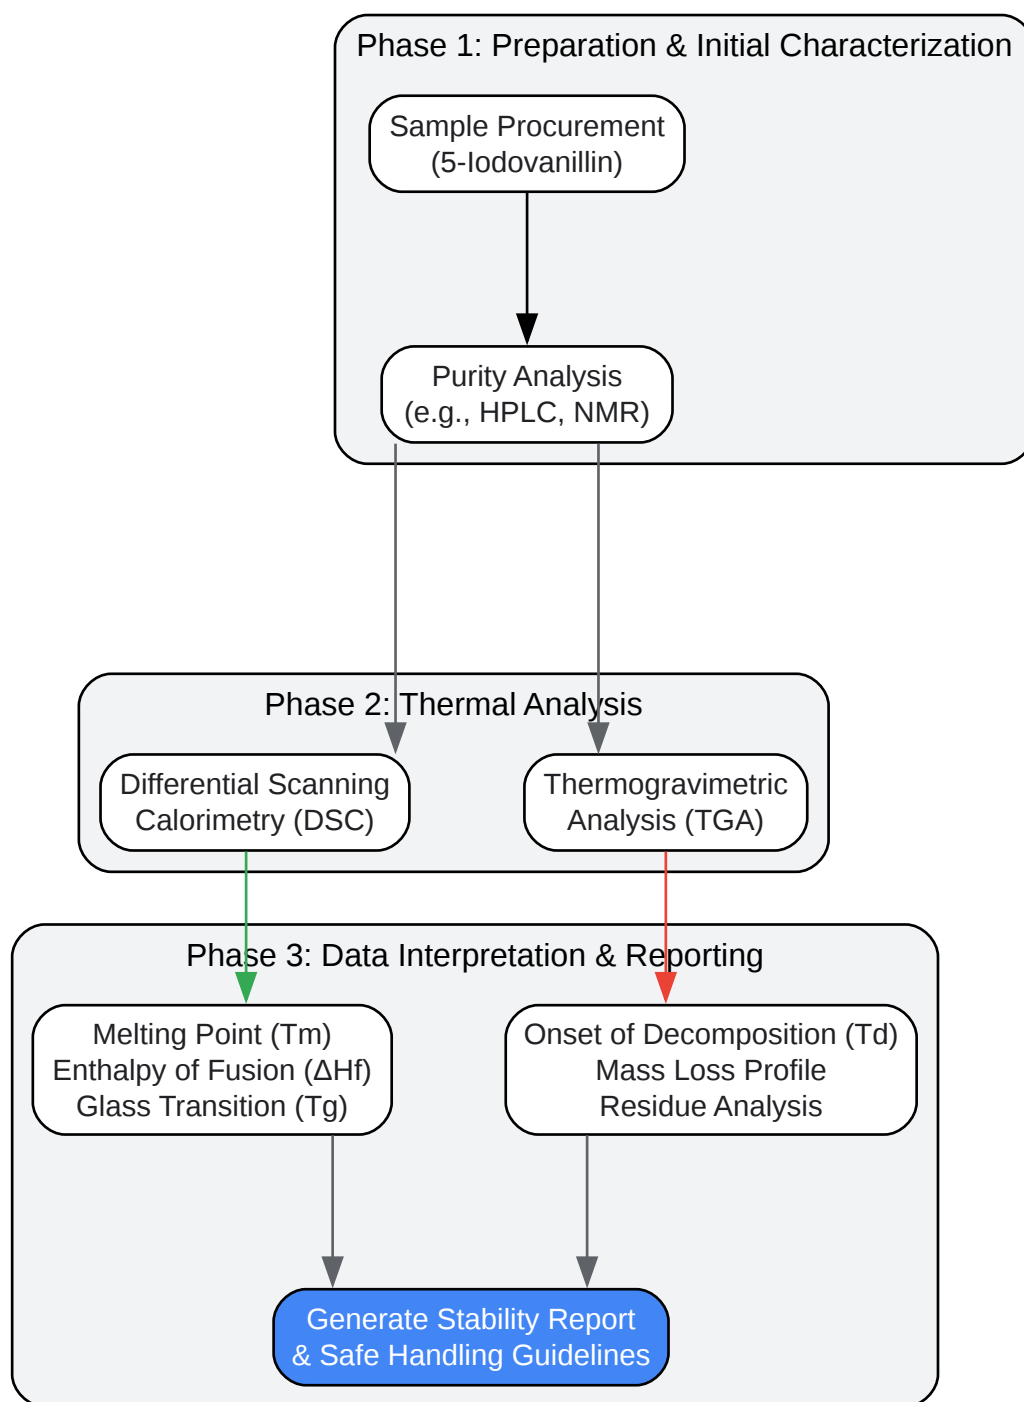 Phase 1: Preparation & Initial Characterization
Sample Procurement
(5-Iodovanillin)
Purity Analysis
(e.g., HPLC, NMR)
Phase 2: Thermal Analysis
Differential Scanning
Calorimetry (DSC)
Thermogravimetric
Analysis (TGA)
Phase 3: Data Interpretation & Reporting
Melting Point (Tm)
Enthalpy of Fusion (ΔHf)
Glass Transition (Tg)
Onset of Decomposition (Td)
Mass Loss Profile
Residue Analysis
Generate Stability Report
& Safe Handling Guidelines